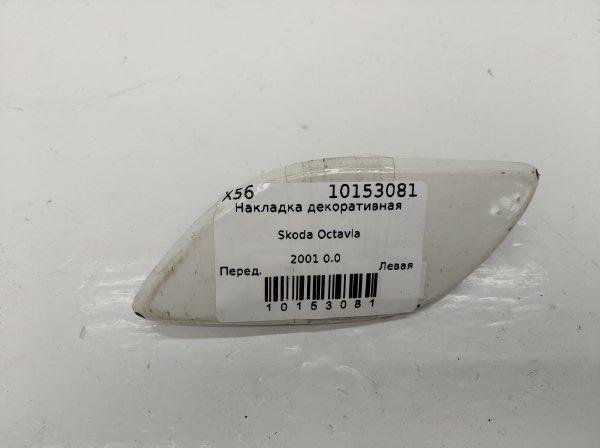 x56 10153081
Накладка декоративная
Skoda Octavia
2001 0.0
Перед. Левая
10153081